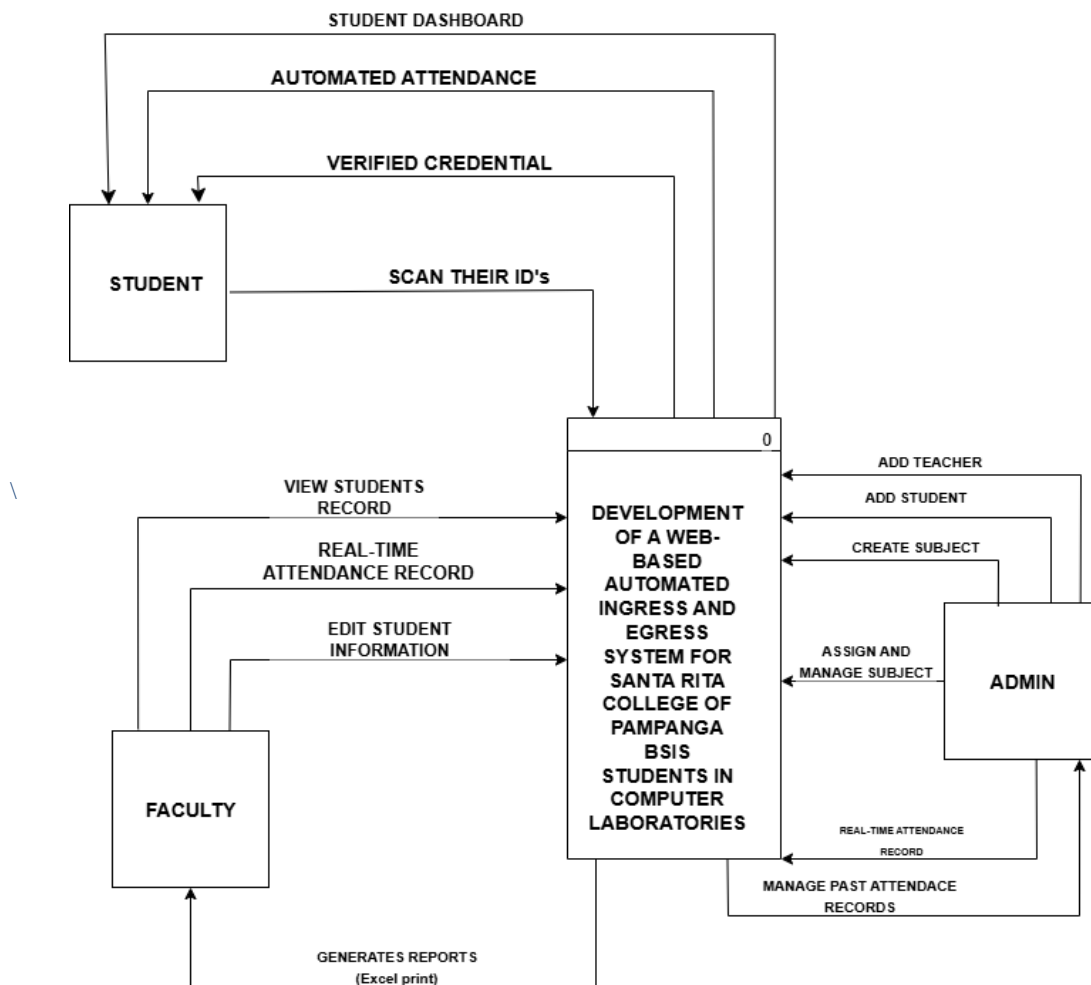 STUDENT DASHBOARD
AUTOMATED ATTENDANCE
VERIFIED CREDENTIAL
STUDENT
SCAN THEIR ID's
0
\
VIEW STUDENTS
RECORD
REAL-TIME
ATTENDANCE RECORD
EDIT STUDENT
INFORMATION
FACULTY
DEVELOPMENT
OF A WEB-
BASED
AUTOMATED
INGRESS AND
EGRESS
SYSTEM FOR
SANTA RITA
COLLEGE OF
PAMPANGA
BSIS
STUDENTS IN
COMPUTER
LABORATORIES
ADD TEACHER
ADD STUDENT
CREATE SUBJECT
ASSIGN AND
MANAGE SUBJECT
ADMIN
REAL-TIME ATTENDANCE
RECORD
MANAGE PAST ATTENDACE
RECORDS
GENERATES REPORTS
(Excel print)